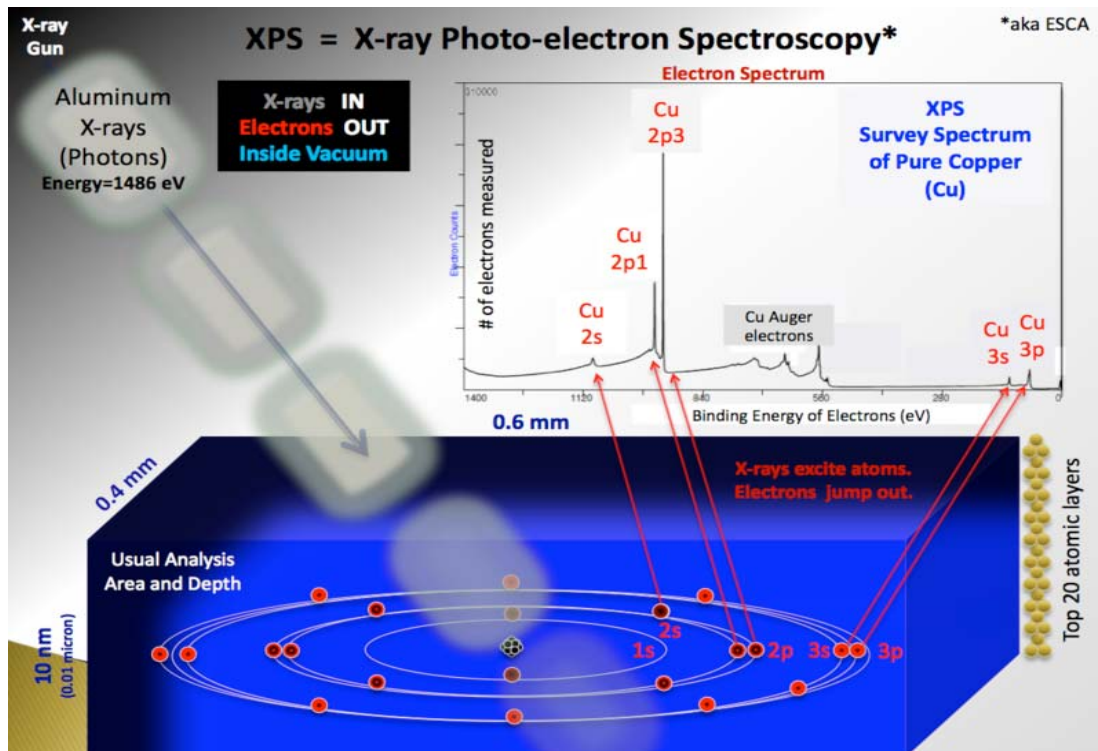 X-ray
Gun
XPS = X-ray Photo-electron Spectroscopy*
*aka ESCA
Aluminum
X-rays
(Photons)
Energy=1486 eV
X-rays IN
Electrons OUT
Inside Vacuum
Electron Spectrum
Cu
2p3
XPS
Survey Spectrum
of Pure Copper
(Cu)
Electron Counts
# of electrons measured
Cu
2p1
Cu
2s
Cu Auger
electrons
Cu
3s
Cu
3p
1400
1120
840
560
280
0
Binding Energy of Electrons (eV)
0.6 mm
0.4 mm
X-rays excite atoms.
Electrons jump out.
Usual Analysis
Area and Depth
10 nm
(0.01 micron)
1s
2s
2p
3s
3p
Top 20 atomic layers